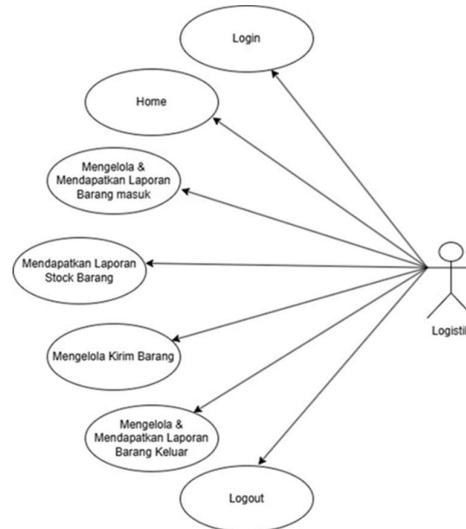 Login
Home
Mengelola &
Mendapatkan Laporan
Barang masuk
Mendapatkan Laporan
Stock Barang
Logistik
Mengelola Kirim Barang
Mengelola &
Mendapatkan Laporan
Barang Keluar
Logout